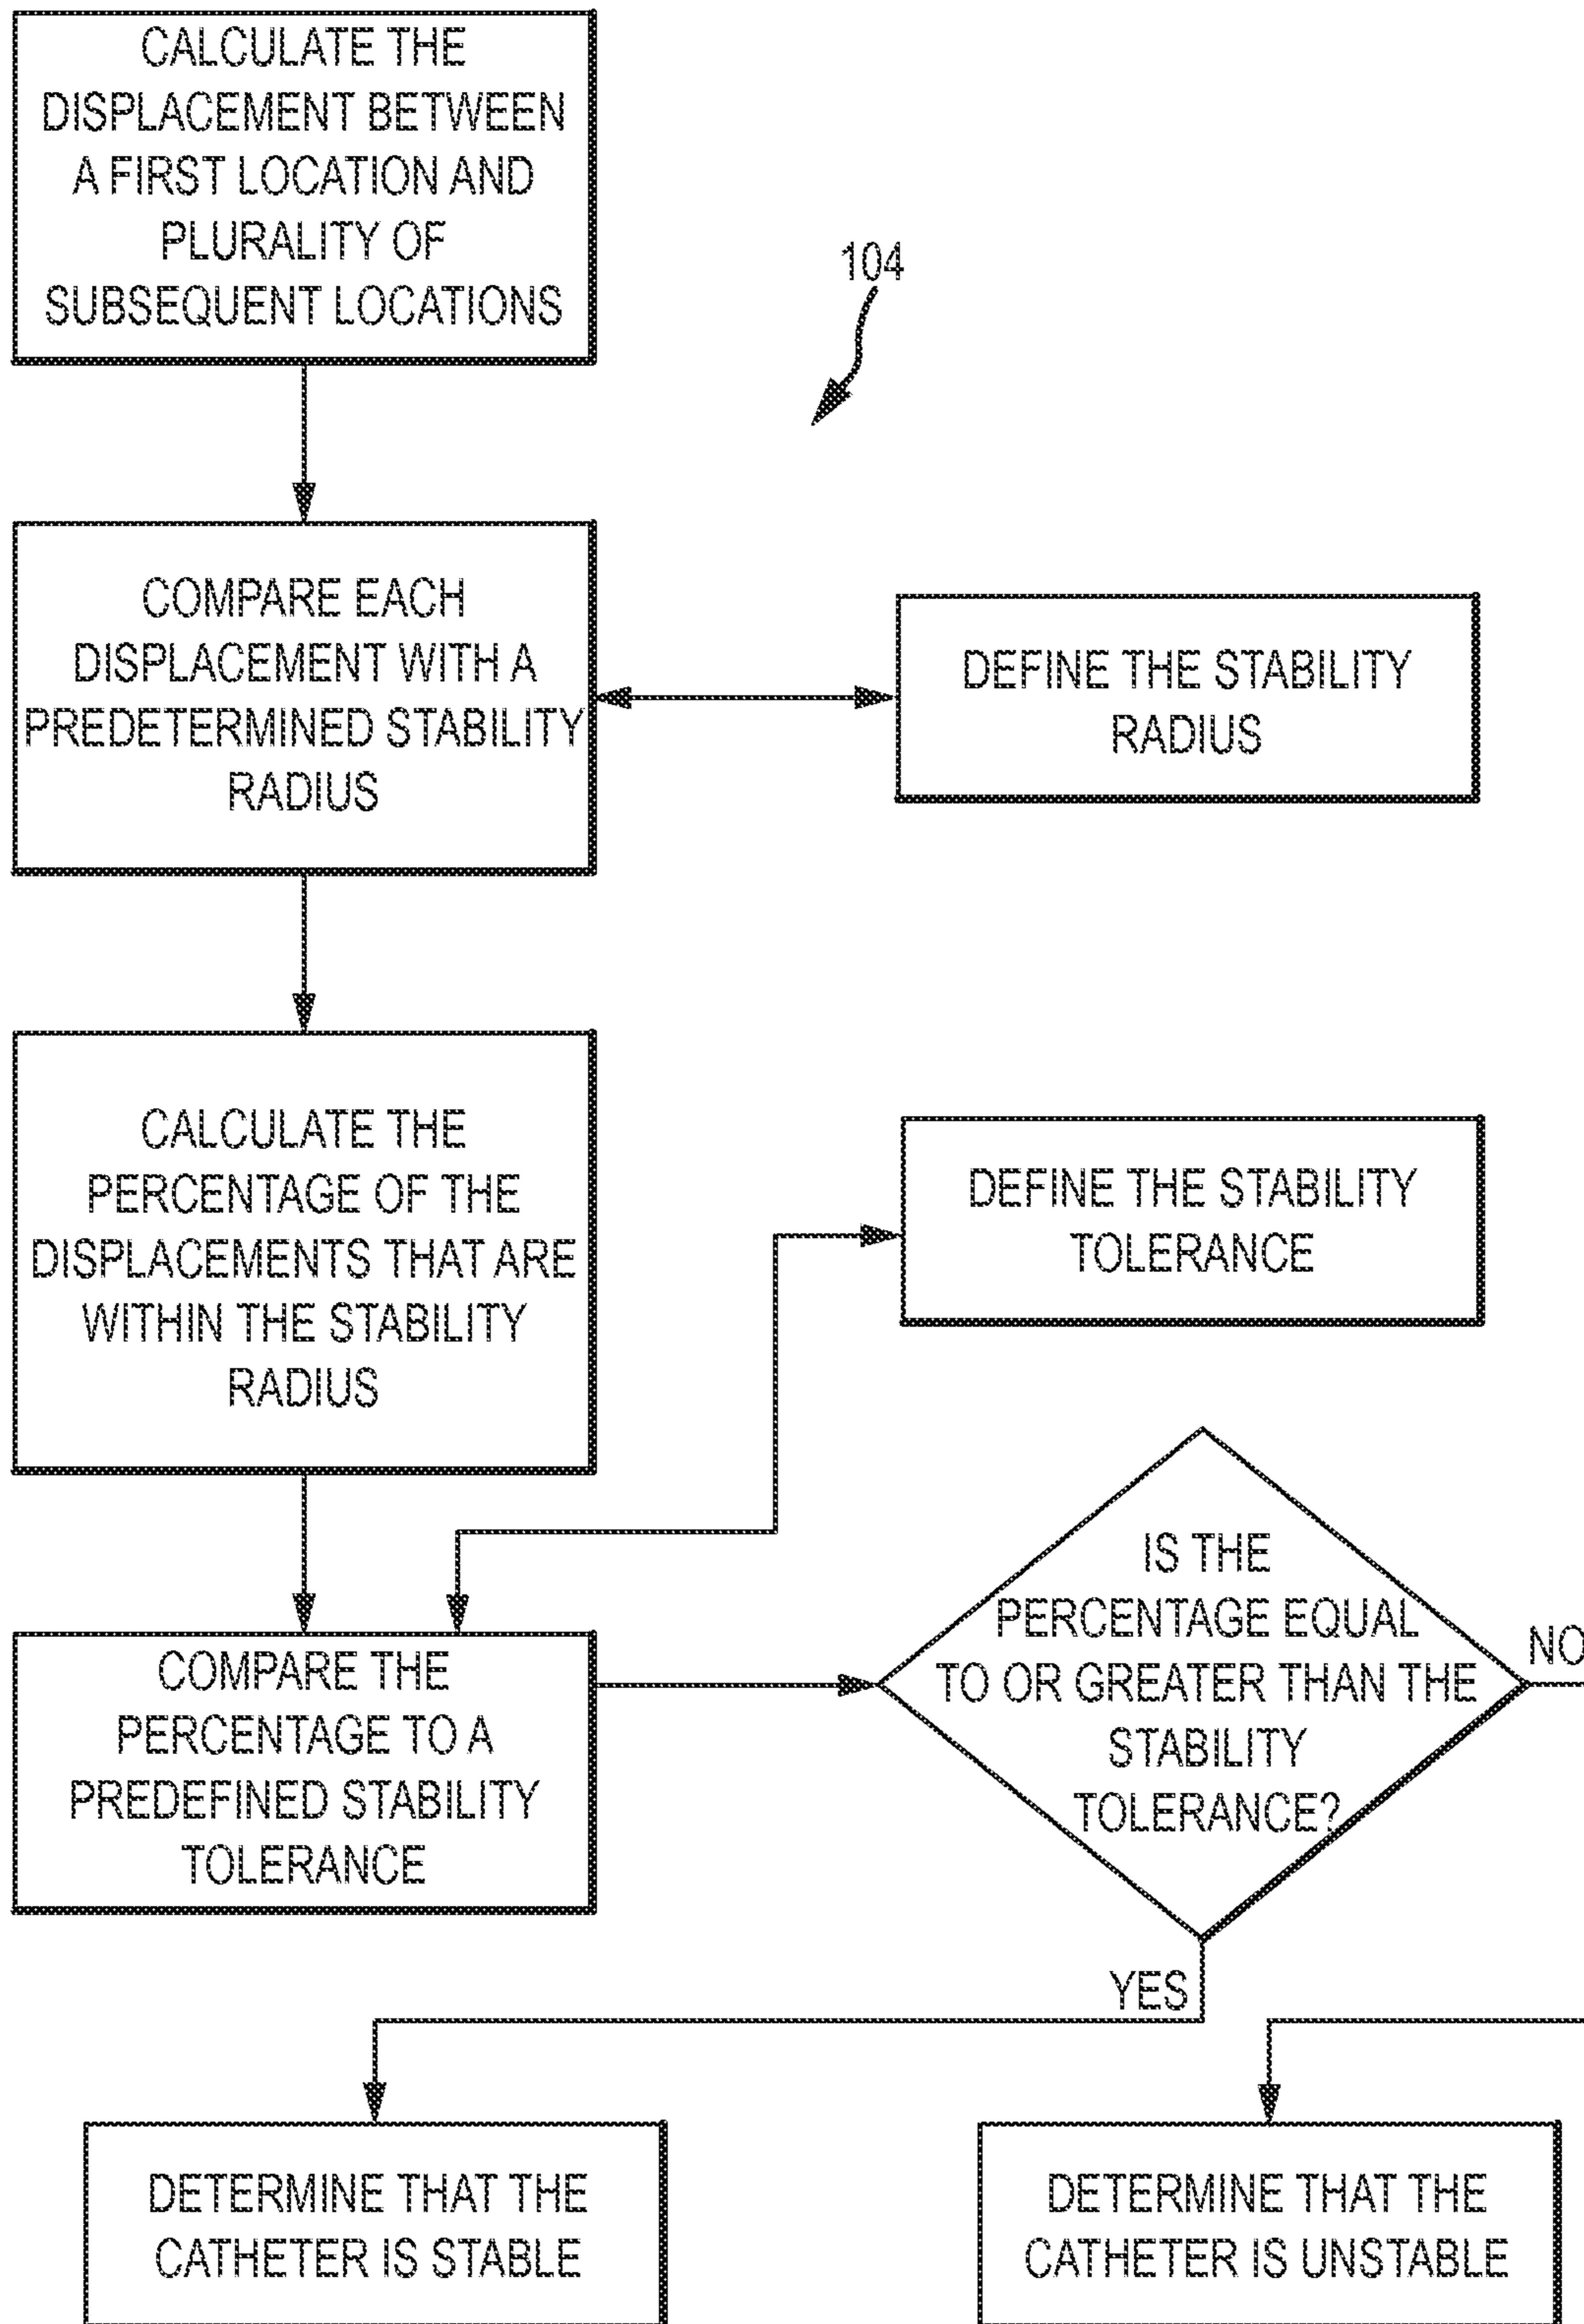 CALCULATE THE
DISPLACEMENT BETWEEN
A FIRST LOCATION AND
PLURALITY OF
SUBSEQUENT LOCATIONS
104
COMPARE EACH
DISPLACEMENT WITH A
PREDETERMINED STABILITY
RADIUS
DEFINE THE STABILITY
RADIUS
CALCULATE THE
PERCENTAGE OF THE
DISPLACEMENTS THAT ARE
WITHIN THE STABILITY
RADIUS
DEFINE THE STABILITY
TOLERANCE
COMPARE THE
PERCENTAGE TO A
PREDEFINED STABILITY
TOLERANCE
IS THE
PERCENTAGE EQUAL
TO OR GREATER THAN THE
STABILITY
TOLERANCE?
NO
YES
DETERMINE THAT THE
CATHETER IS STABLE
DETERMINE THAT THE
CATHETER IS UNSTABLE